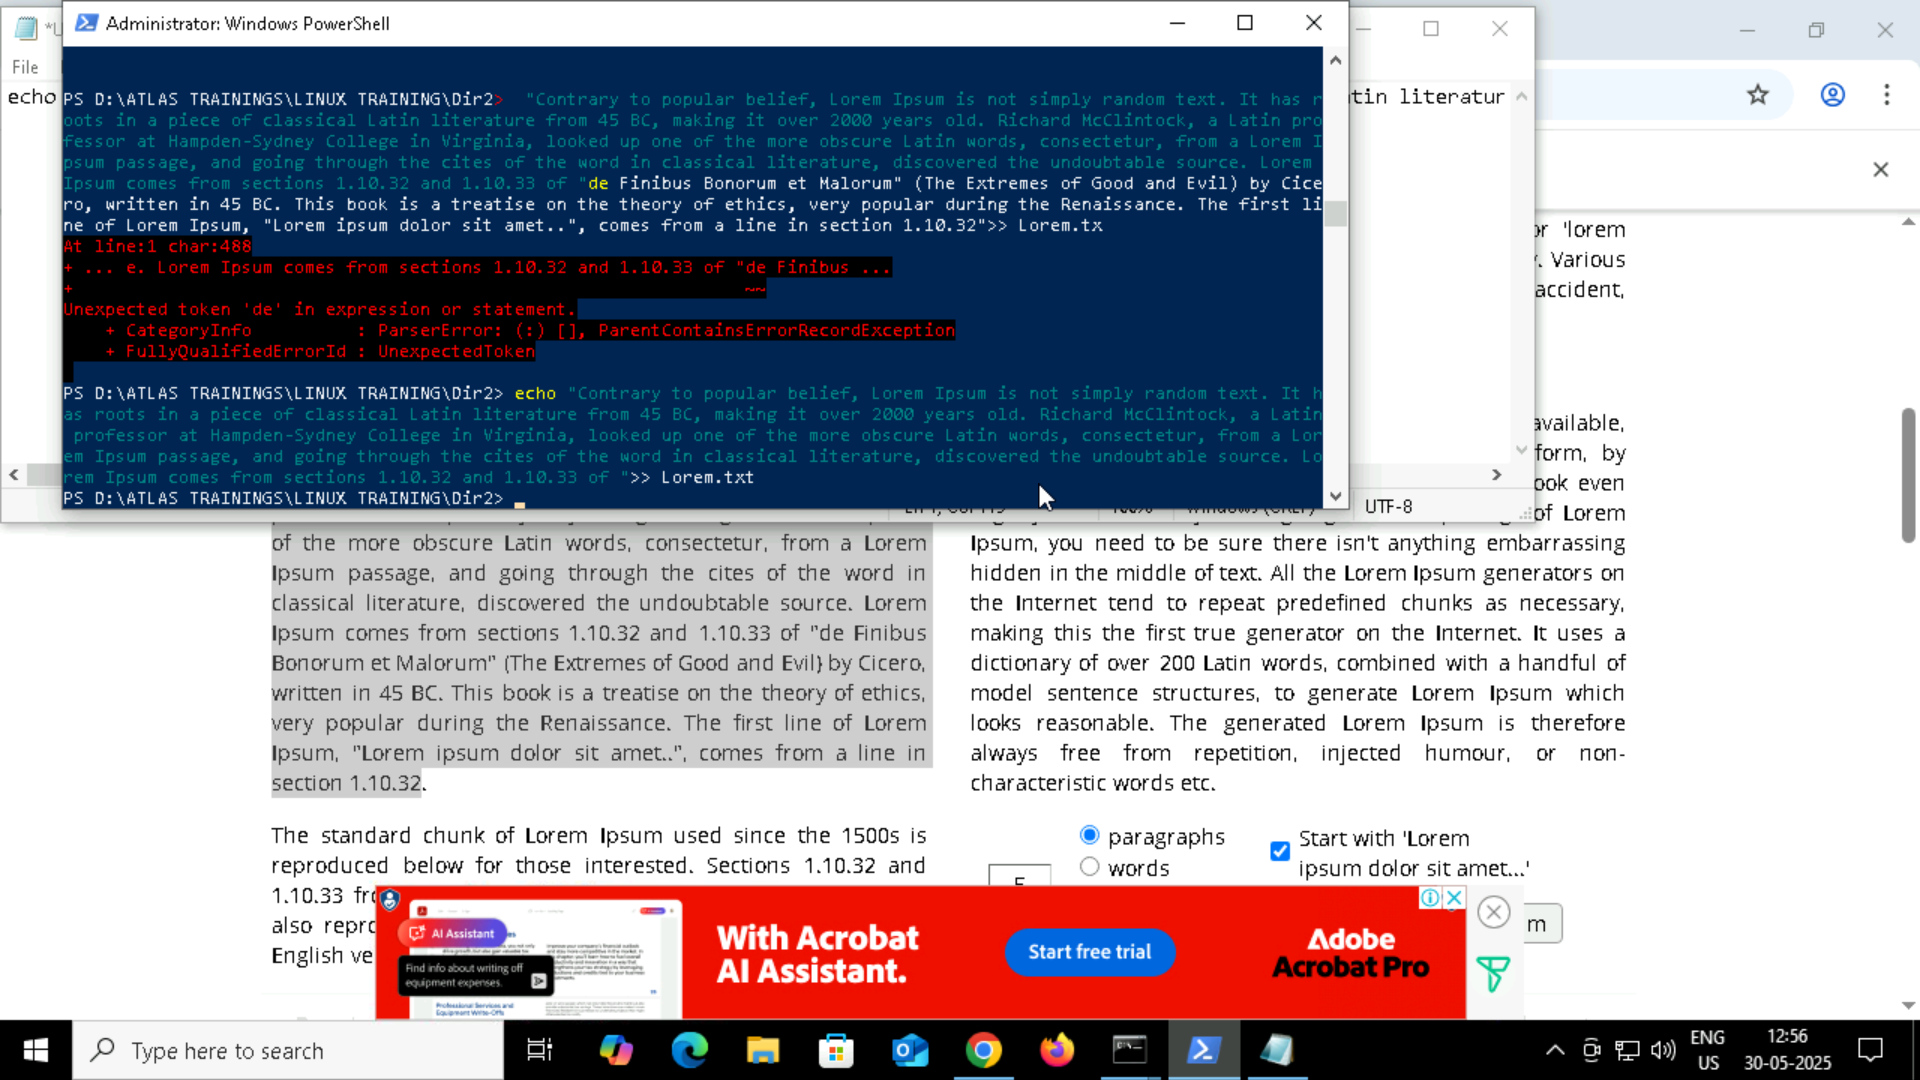 Administrator: Windows PowerShell
File
echo
PS D:\ATLAS TRAININGS\LINUX TRAINING\Dir2>  "Contrary to popular belief, Lorem Ipsum is not simply random text. It has r
oots in a piece of classical Latin literature from 45 BC, making it over 2000 years old. Richard McClintock, a Latin pro
fessor at Hampden-Sydney College in Virginia, looked up one of the more obscure Latin words, consectetur, from a Lorem I
psum passage, and going through the cites of the word in classical literature, discovered the undoubtable source. Lorem
Ipsum comes from sections 1.10.32 and 1.10.33 of "de Finibus Bonorum et Malorum" (The Extremes of Good and Evil) by Cice
ro, written in 45 BC. This book is a treatise on the theory of ethics, very popular during the Renaissance. The first li
ne of Lorem Ipsum, "Lorem ipsum dolor sit amet..", comes from a line in section 1.10.32">> Lorem.tx
At line:1 char:488
+ ... e. Lorem Ipsum comes from sections 1.10.32 and 1.10.33 of "de Finibus ...
+                                                                 ~~
Unexpected token 'de' in expression or statement.
    + CategoryInfo          : ParserError: (:) [], ParentContainsErrorRecordException
    + FullyQualifiedErrorId : UnexpectedToken
PS D:\ATLAS TRAININGS\LINUX TRAINING\Dir2> echo "Contrary to popular belief, Lorem Ipsum is not simply random text. It h
as roots in a piece of classical Latin literature from 45 BC, making it over 2000 years old. Richard McClintock, a Latin
 professor at Hampden-Sydney College in Virginia, looked up one of the more obscure Latin words, consectetur, from a Lor
em Ipsum passage, and going through the cites of the word in classical literature, discovered the undoubtable source. Lo
rem Ipsum comes from sections 1.10.32 and 1.10.33 of ">> Lorem.txt
PS D:\ATLAS TRAININGS\LINUX TRAINING\Dir2>
tin literatur
UTF-8
or 'lorem
. Various
accident,
available,
form, by
ook even
of Lorem
of the more obscure Latin words, consectetur, from a Lorem
Ipsum passage, and going through the cites of the word in
classical literature, discovered the undoubtable source. Lorem
Ipsum comes from sections 1.10.32 and 1.10.33 of "de Finibus
Bonorum et Malorum" (The Extremes of Good and Evil) by Cicero,
written in 45 BC. This book is a treatise on the theory of ethics,
very popular during the Renaissance. The first line of Lorem
Ipsum, "Lorem ipsum dolor sit amet..", comes from a line in
section 1.10.32.
The standard chunk of Lorem Ipsum used since the 1500s is
reproduced below for those interested. Sections 1.10.32 and
1.10.33 fr
also repr
English ve
Ipsum, you need to be sure there isn't anything embarrassing
hidden in the middle of text. All the Lorem Ipsum generators on
the Internet tend to repeat predefined chunks as necessary,
making this the first true generator on the Internet. It uses a
dictionary of over 200 Latin words, combined with a handful of
model sentence structures, to generate Lorem Ipsum which
looks reasonable. The generated Lorem Ipsum is therefore
always free from repetition, injected humour, or non-
characteristic words etc.
paragraphs
words
Start with 'Lorem
ipsum dolor sit amet...'
m
AI Assistant
Find info about writing off
equipment expenses.
Professional Services and
Equipment Write-Offs
With Acrobat
AI Assistant.
Start free trial
Adobe
Acrobat Pro
Type here to search
ENG
US
12:56
30-05-2025